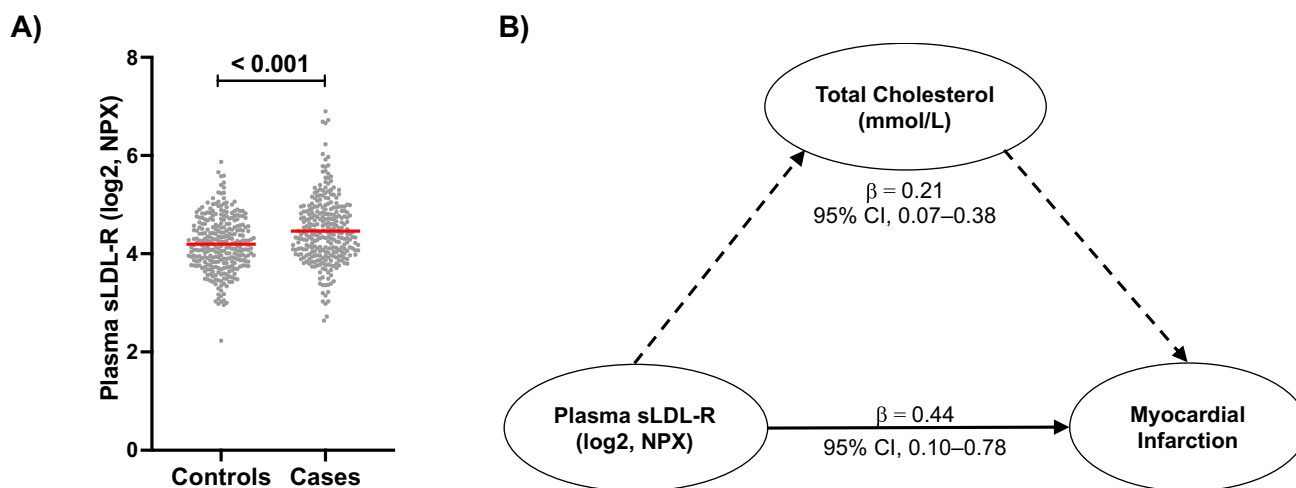 A)
Plasma sLDL-R (log2, NPX)
8
6
4
2
0
< 0.001
Controls Cases
B)
Total Cholesterol
(mmol/L)
β = 0.21
95% CI, 0.07–0.38
Plasma sLDL-R
(log2, NPX)
β = 0.44
95% CI, 0.10–0.78
Myocardial
Infarction